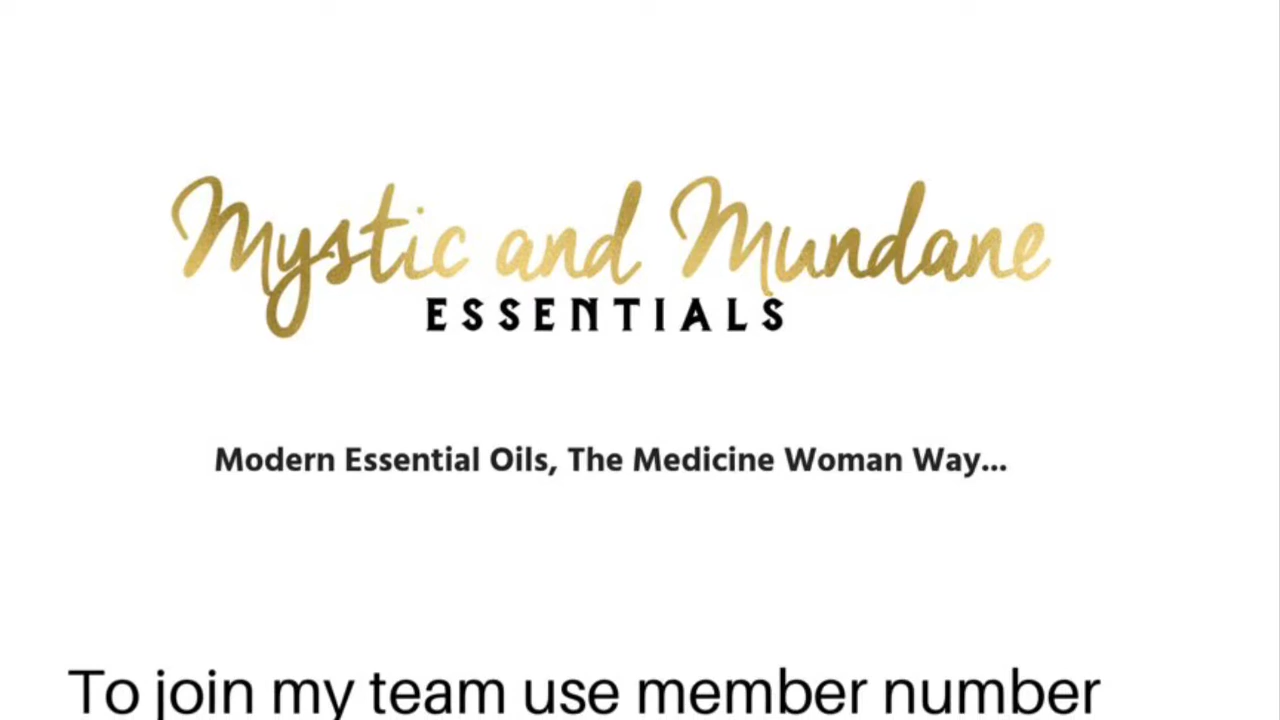 Mystic and Mundane
ESSENTIALS
Modern Essential Oils, The Medicine Woman Way...
To join my team use member number